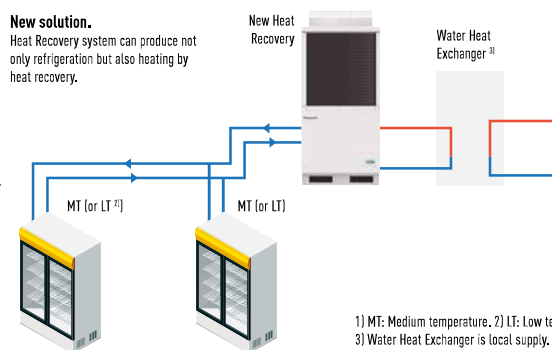 New solution.
Heat Recovery system can produce not
only refrigeration but also heating by
heat recovery.
New Heat
Recovery
Water Heat
Exchanger 3)
MT (or LT 2))
MT (or LT)
1) MT: Medium temperature. 2) LT: Low te
3) Water Heat Exchanger is local supply.